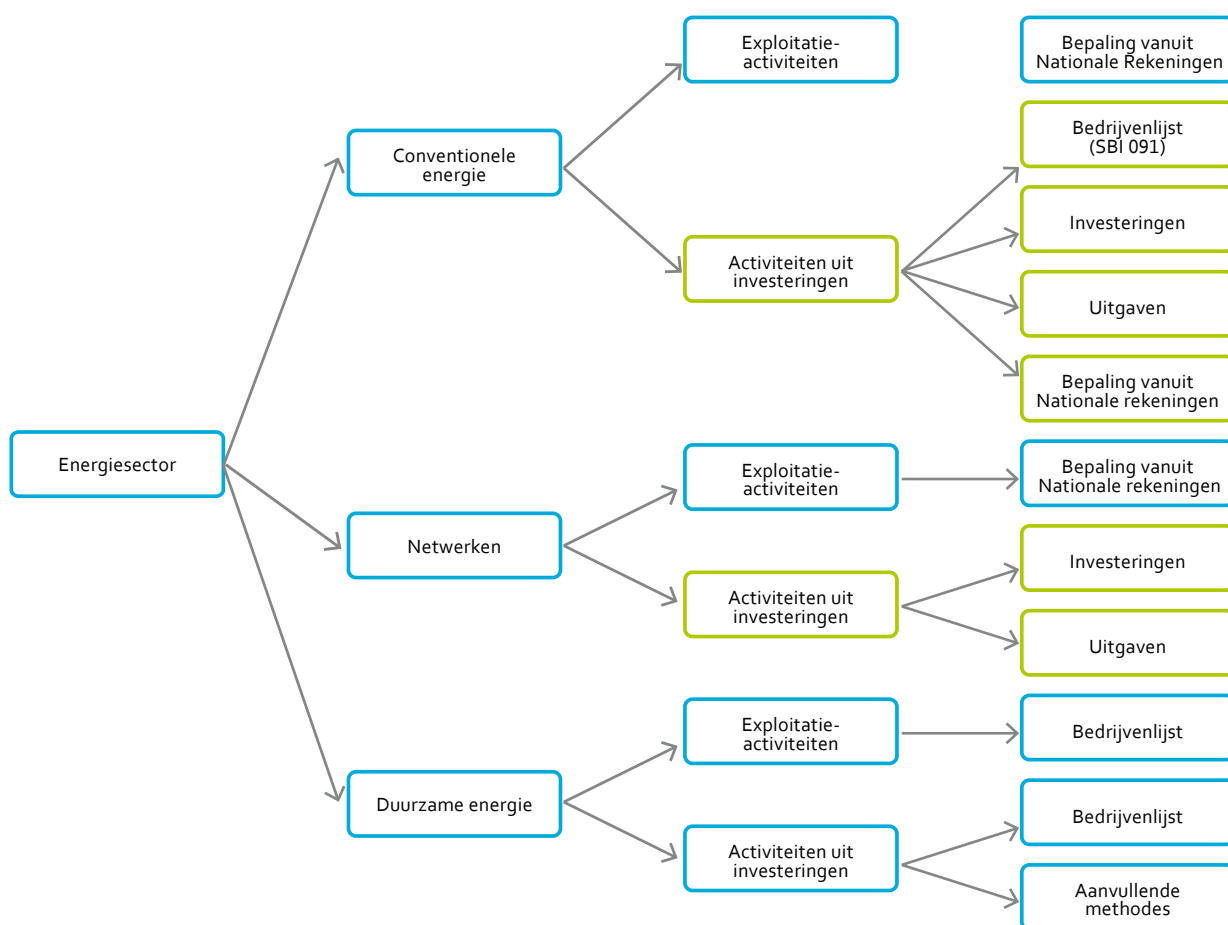 Exploitatie-
activiteiten
Bepaling vanuit
Nationale Rekeningen
Bedrijvenlijst
(SBI 091)
Conventionele
energie
Investeringen
Activiteiten uit
investeringen
Uitgaven
Bepaling vanuit
Nationale rekeningen
Energiesector
Exploitatie-
activiteiten
Bepaling vanuit
Nationale rekeningen
Netwerken
Investeringen
Activiteiten uit
investeringen
Uitgaven
Exploitatie-
activiteiten
Bedrijvenlijst
Duurzame energie
Bedrijvenlijst
Activiteiten uit
investeringen
Aanvullende
methodes